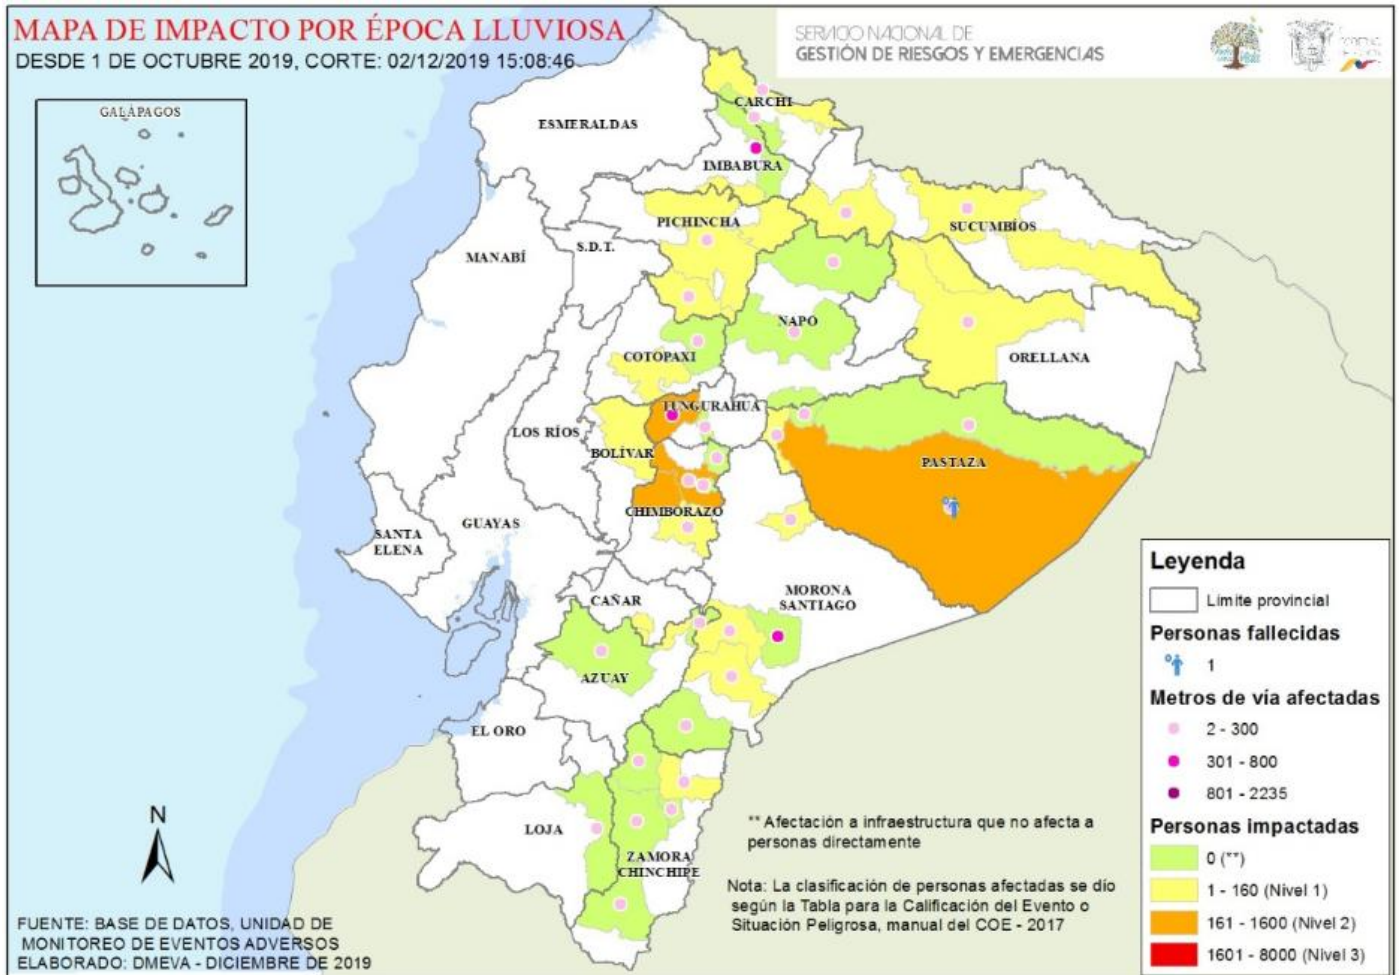 MAPA DE IMPACTO POR ÉPOCA LLUVIOSA
DESDE 1 DE OCTUBRE 2019, CORTE: 02/12/2019 15:08:46
SERVICIO NACIONAL DE
GESTIÓN DE RIESGOS Y EMERGENCIAS
GALÁPAGOS
ESMERALDAS
CARCHI
IMBABURA
PICHINCHA
SUCUMBÍOS
MANABÍ
S.D.T.
NAPO
ORELLANA
COTOPAXI
TUNGURAHUA
LOS RÍOS
BOLÍVAR
PASTAZA
CHIMBORAZO
GUAYAS
SANTA
ELENA
CAÑAR
MORONA
SANTIAGO
AZUAY
EL ORO
LOJA
ZAMORA
CHINCHIPE
N
** Afectación a infraestructura que no afecta a
personas directamente
Nota: La clasificación de personas afectadas se dío
según la Tabla para la Calificación del Evento o
Situación Peligrosa, manual del COE - 2017
FUENTE: BASE DE DATOS, UNIDAD DE
MONITOREO DE EVENTOS ADVERSOS
ELABORADO: DMEVA - DICIEMBRE DE 2019
Leyenda
Límite provincial
Personas fallecidas
1
Metros de vía afectadas
2 - 300
301 - 800
801 - 2235
Personas impactadas
0 (**)
1 - 160 (Nivel 1)
161 - 1600 (Nivel 2)
1601 - 8000 (Nivel 3)